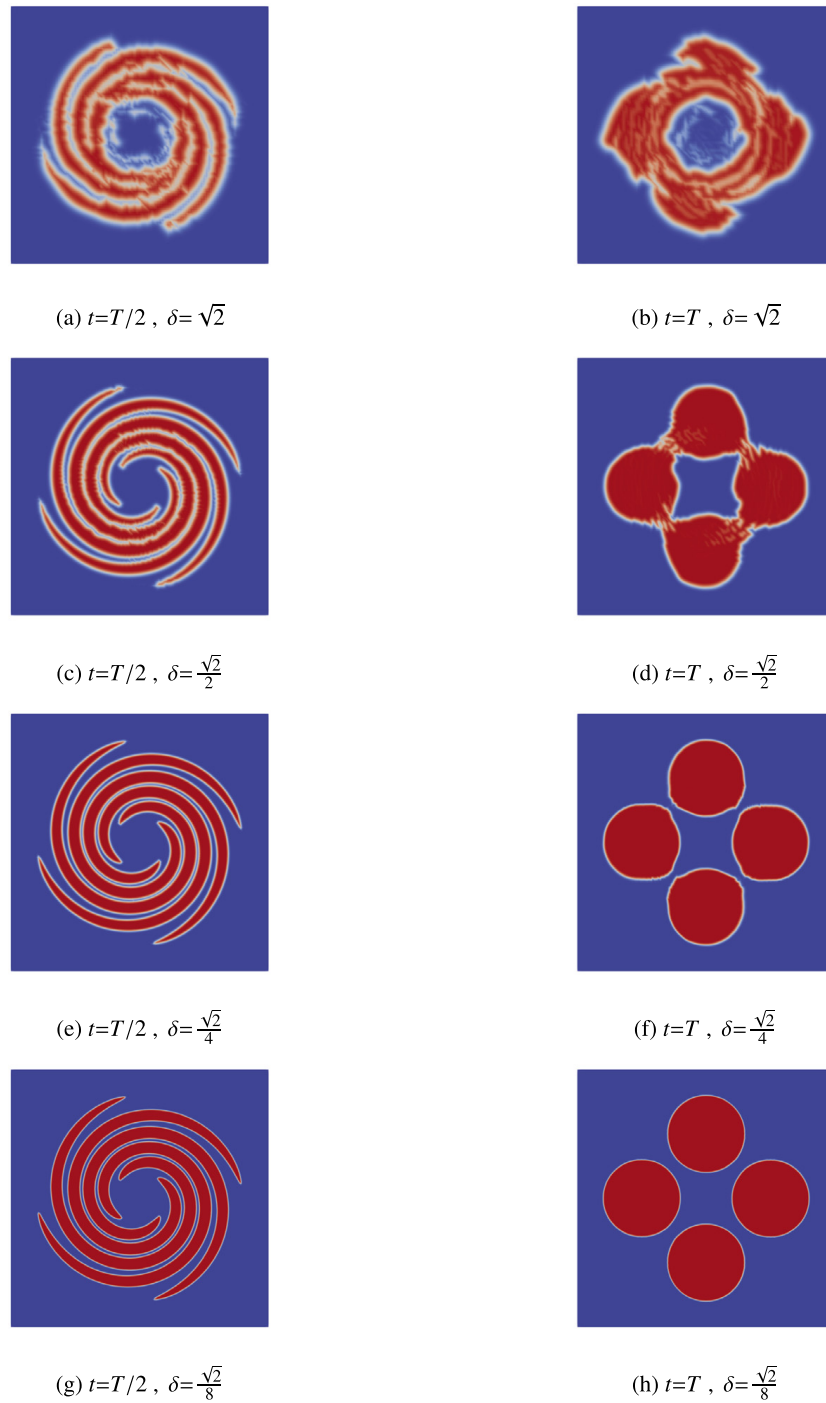 (a) t=T/2 , δ= √2
(b) t=T , δ= √2
(c) t=T/2 , δ= √2/2
(d) t=T , δ= √2/2
(e) t=T/2 , δ= √2/4
(f) t=T , δ= √2/4
(g) t=T/2 , δ= √2/8
(h) t=T , δ= √2/8